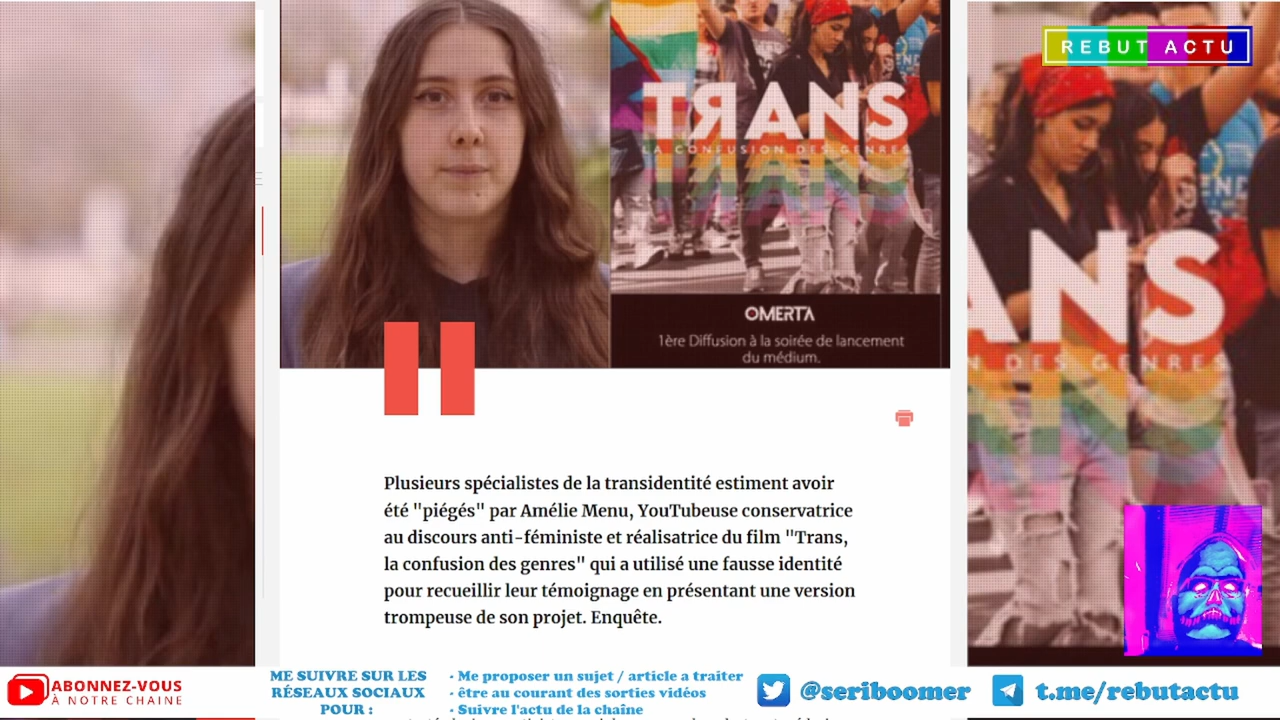 REBUT ACTU
TRANS
LA CONFUSION DES GENRES
TRANS
OMERTA
1ère Diffusion à la soirée de lancement
du médium.
ANS
N DES GENRES
Plusieurs spécialistes de la transidentité estiment avoir
été "piégés" par Amélie Menu, YouTubeuse conservatrice
au discours anti-féministe et réalisatrice du film "Trans,
la confusion des genres" qui a utilisé une fausse identité
pour recueillir leur témoignage en présentant une version
trompeuse de son projet. Enquête.
ABONNEZ-VOUS
À NOTRE CHAINE
ME SUIVRE SUR LES
RÉSEAUX SOCIAUX
POUR :
- Me proposer un sujet / article a traiter
- être au courant des sorties vidéos
- Suivre l'actu de la chaîne
@seriboomer
t.me/rebutactu